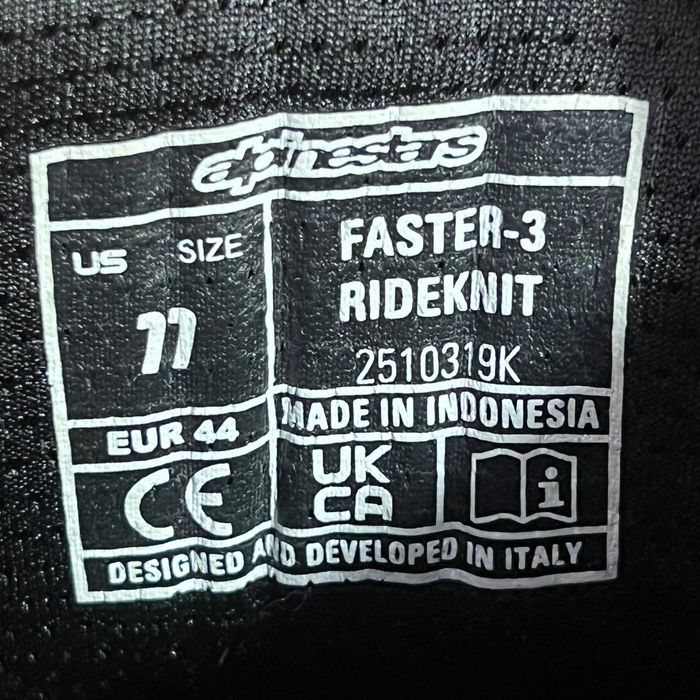 alpinestars
US SIZE
11
EUR 44
FASTER-3
RIDEKNIT
2510319K
MADE IN INDONESIA
CE
UK
CA
i
DESIGNED AND DEVELOPED IN ITALY